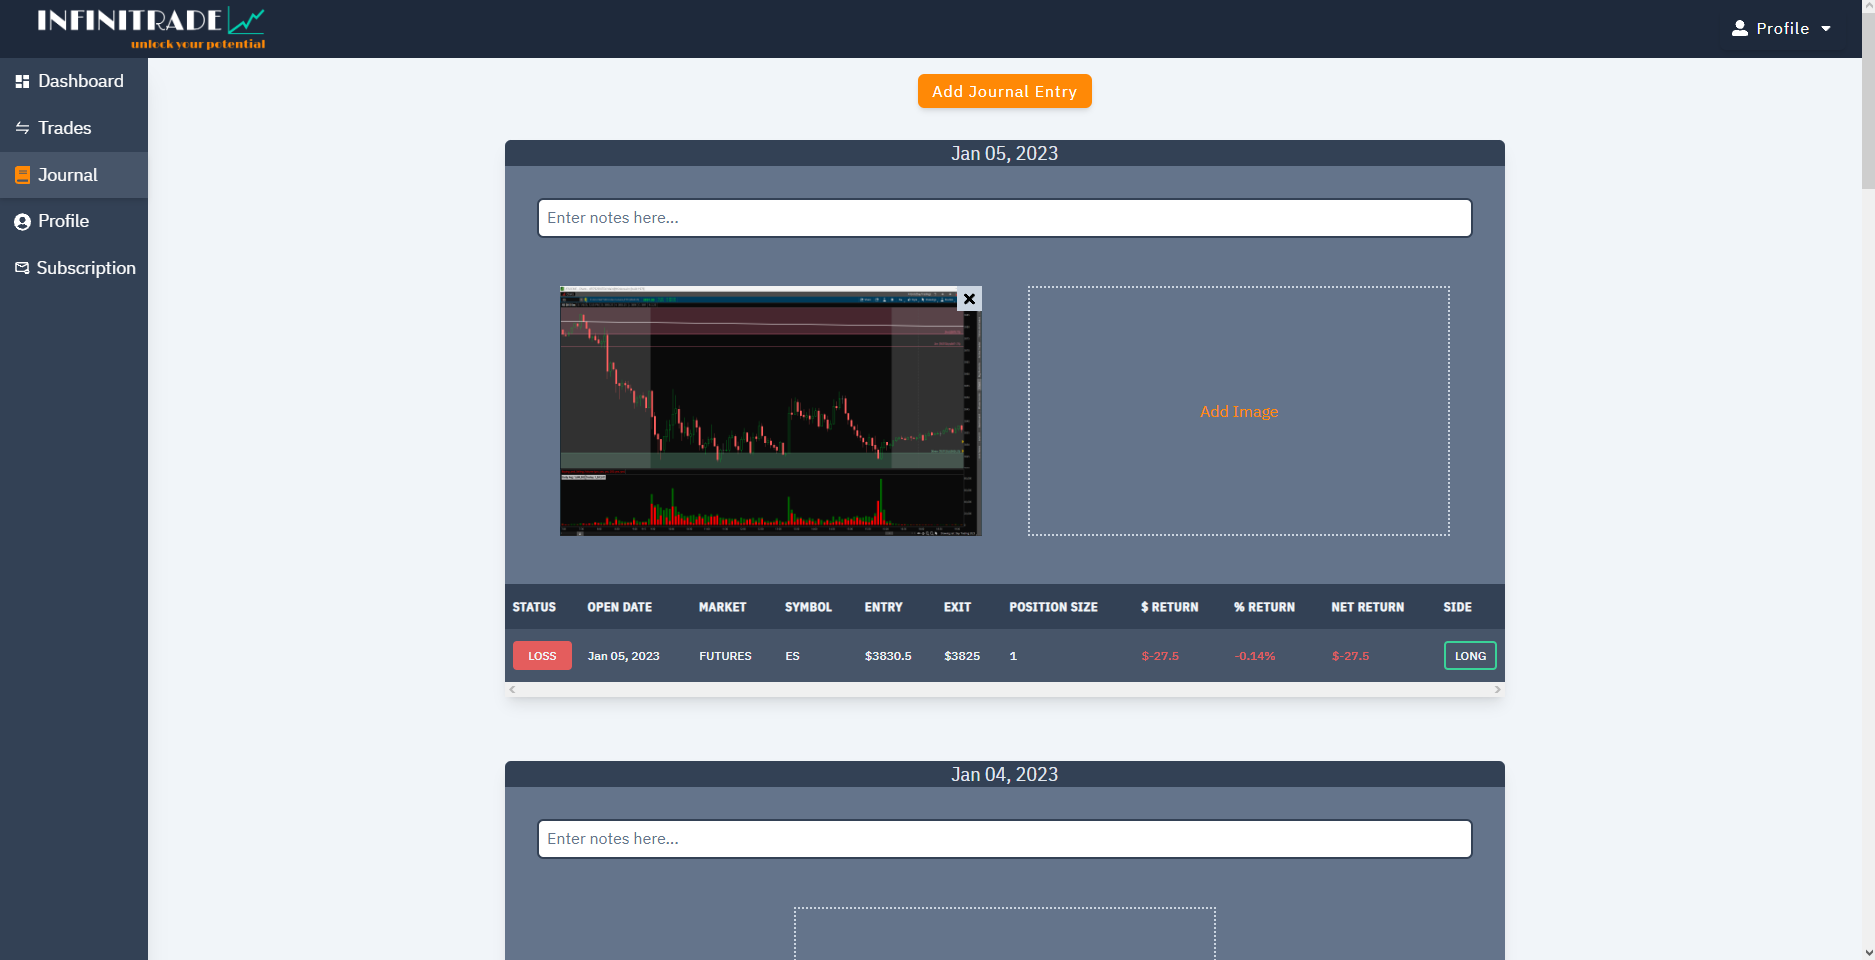 INFINITRADE
unlock your potential
Profile
Dashboard
Trades
Journal
Profile
Subscription
Add Journal Entry
Jan 05, 2023
Enter notes here...
Add Image
STATUS OPEN DATE MARKET SYMBOL ENTRY EXIT POSITION SIZE $ RETURN % RETURN NET RETURN SIDE
LOSS Jan 05, 2023 FUTURES ES $3830.5 $3825 1 $-27.5 -0.14% $-27.5 LONG
Jan 04, 2023
Enter notes here...